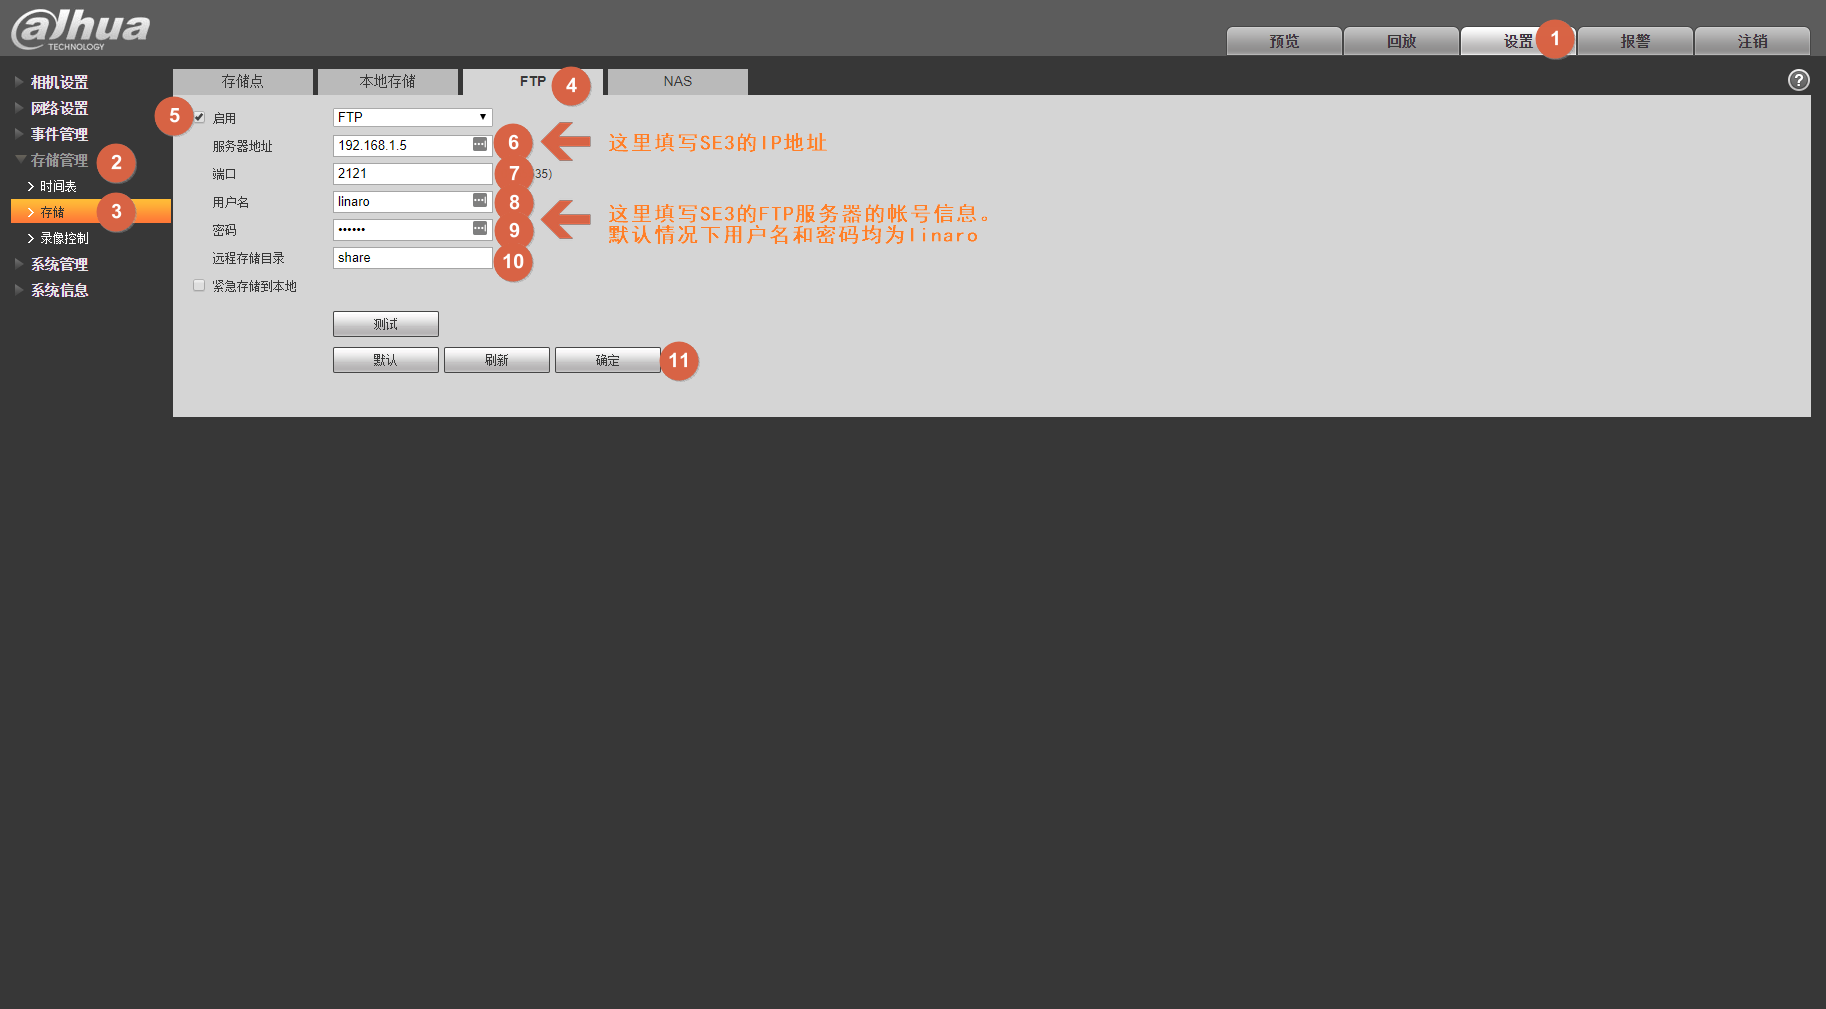 alhua
TECHNOLOGY
预览 回放 设置 1 报警 注销
相机设置
网络设置
事件管理
存储管理 2
时间表
存储 3
录像控制
系统管理
系统信息
存储点 本地存储 FTP 4 NAS ?
5 启用 FTP
服务器地址 192.168.1.5 6 这里填写SE3的IP地址
端口 2121 7 35)
用户名 linaro 8 这里填写SE3的FTP服务器的帐号信息。
密码 •••••• 9 默认情况下用户名和密码均为linaro
远程存储目录 share 10
紧急存储到本地
测试
默认 刷新 确定 11